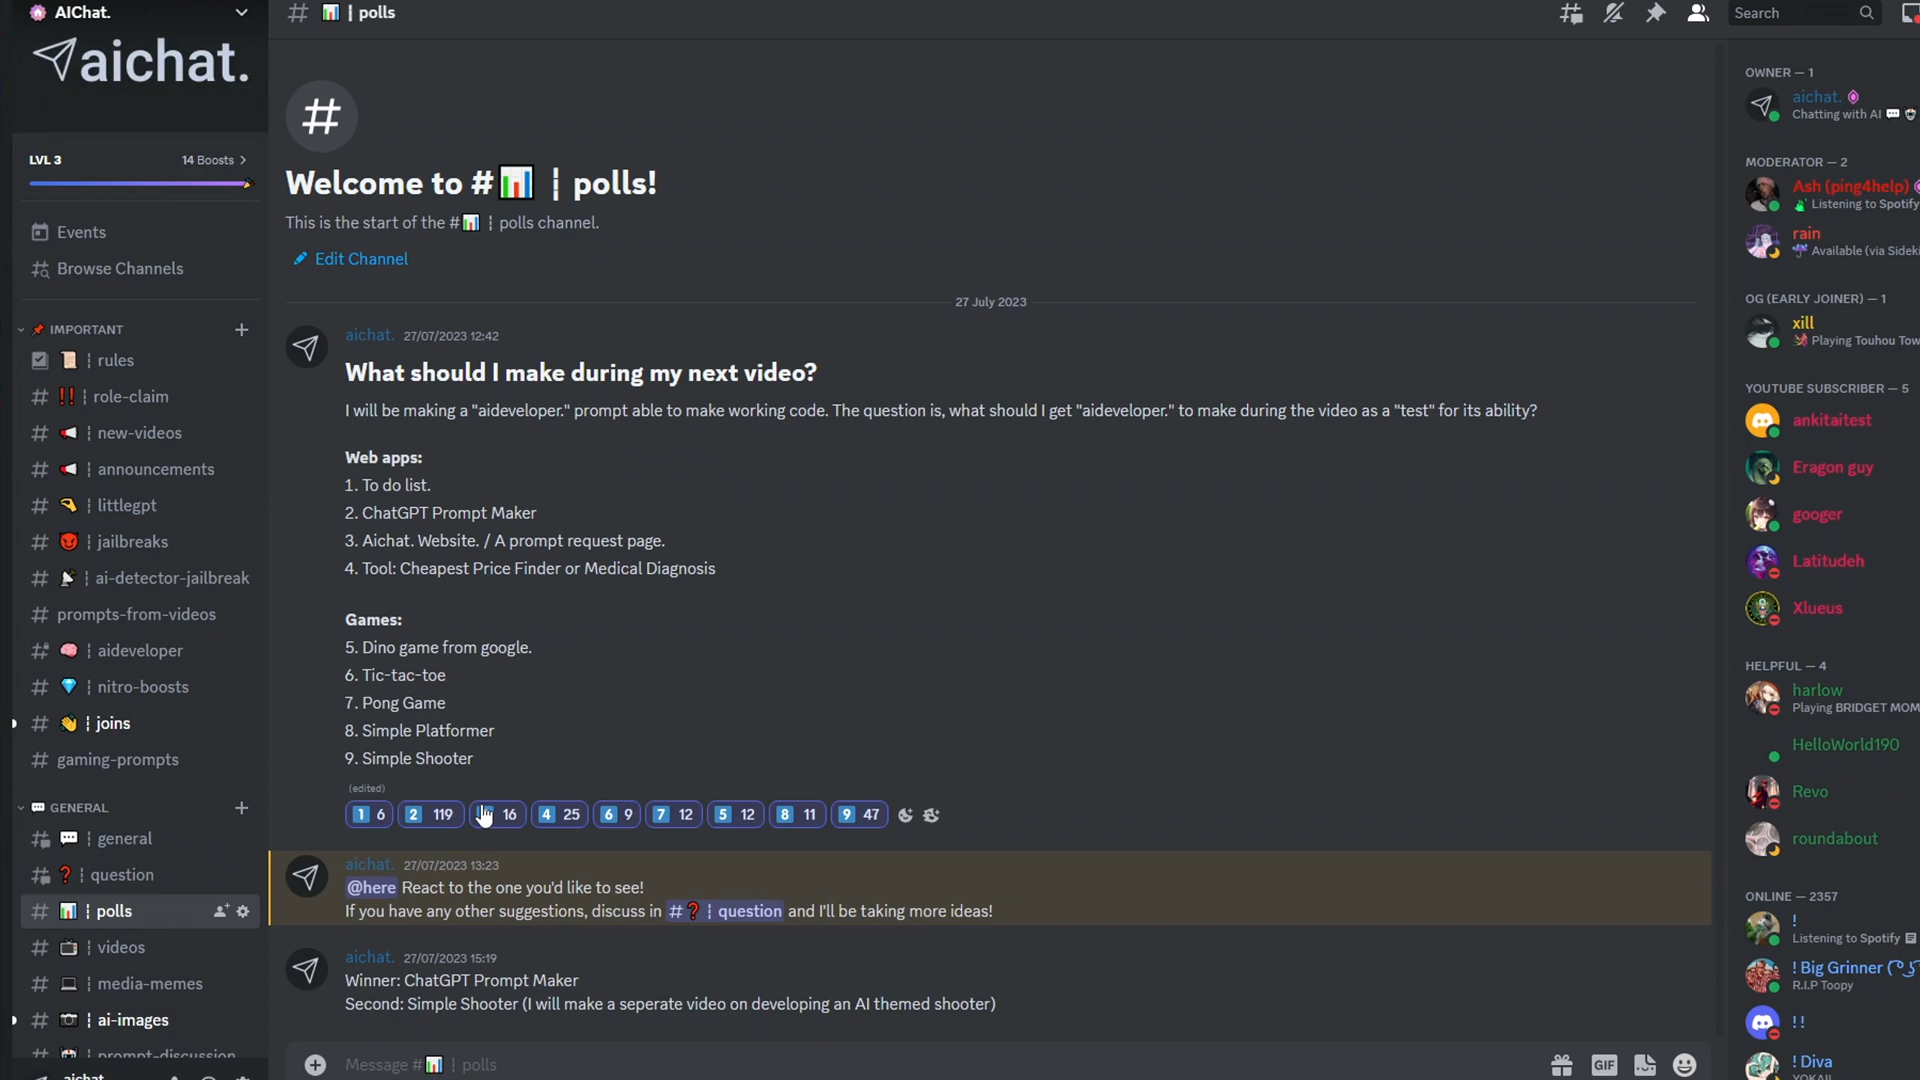 AIChat.
aichat.
LVL 3
14 Boosts
Events
Browse Channels
IMPORTANT
rules
role-claim
new-videos
announcements
littlegpt
jailbreaks
ai-detector-jailbreak
prompts-from-videos
aideveloper
nitro-boosts
joins
gaming-prompts
GENERAL
general
question
polls
videos
media-memes
ai-images
prompt-discussion
aichat
# 📊 | polls
Search
#
Welcome to #📊 ¦ polls!
This is the start of the #📊 ¦ polls channel.
Edit Channel
27 July 2023
aichat. 27/07/2023 12:42
What should I make during my next video?
I will be making a "aideveloper." prompt able to make working code. The question is, what should I get "aideveloper." to make during the video as a "test" for its ability?
Web apps:
1. To do list.
2. ChatGPT Prompt Maker
3. Aichat. Website. / A prompt request page.
4. Tool: Cheapest Price Finder or Medical Diagnosis
Games:
5. Dino game from google.
6. Tic-tac-toe
7. Pong Game
8. Simple Platformer
9. Simple Shooter
(edited)
1 6 2 119 16 4 25 6 9 7 12 5 12 8 11 9 47
aichat. 27/07/2023 13:23
@here React to the one you'd like to see!
If you have any other suggestions, discuss in #❓ ¦ question and I'll be taking more ideas!
aichat. 27/07/2023 15:19
Winner: ChatGPT Prompt Maker
Second: Simple Shooter (I will make a seperate video on developing an AI themed shooter)
Message #📊 ¦ polls
GIF
OWNER — 1
aichat.
Chatting with AI
MODERATOR — 2
Ash (ping4help)
Listening to Spotify
rain
Available (via Sideki
OG (EARLY JOINER) — 1
xill
Playing Touhou Tow
YOUTUBE SUBSCRIBER — 5
ankitaitest
Eragon guy
googer
Latitudeh
Xlueus
HELPFUL — 4
harlow
Playing BRIDGET MOM
HelloWorld190
Revo
roundabout
ONLINE — 2357
!
Listening to Spotify
! Big Grinner
R.I.P Toopy
! !
! Diva